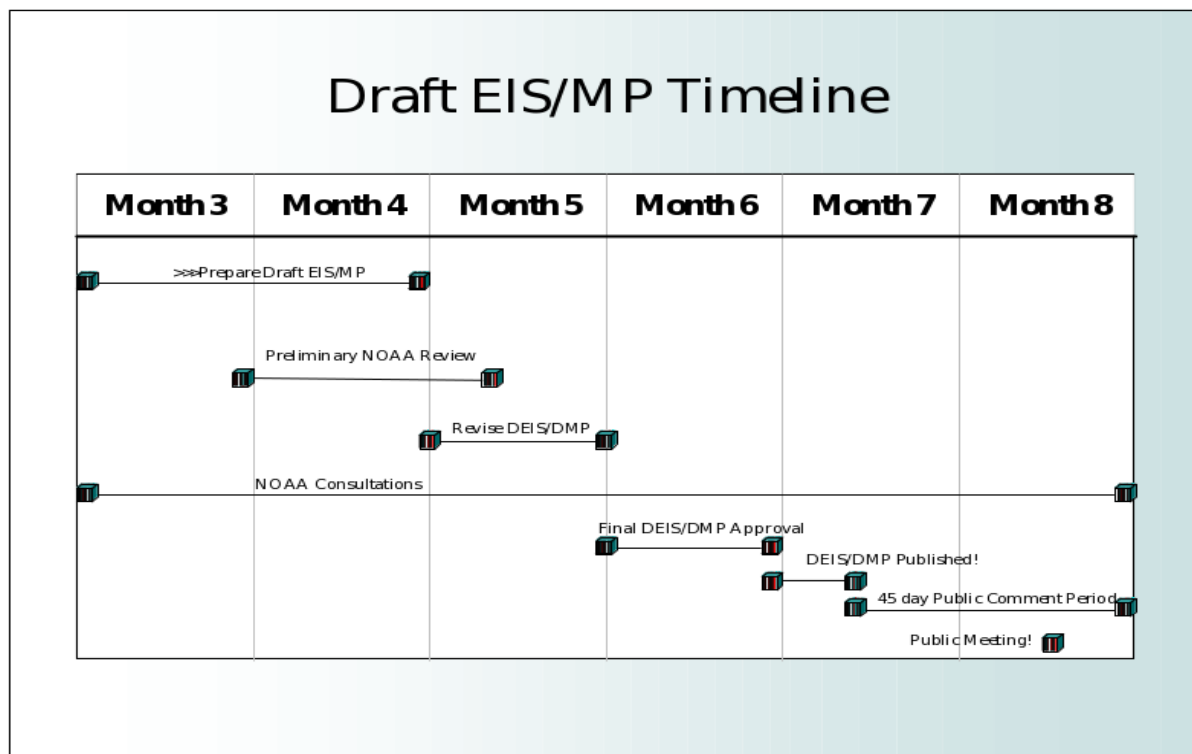 Draft EIS/MP Timeline
Month 3 Month 4 Month 5 Month 6 Month 7 Month 8
>>>Prepare Draft EIS/MP
Preliminary NOAA Review
Revise DEIS/DMP
NOAA Consultations
Final DEIS/DMP Approval
DEIS/DMP Published!
45 day Public Comment Period
Public Meeting!